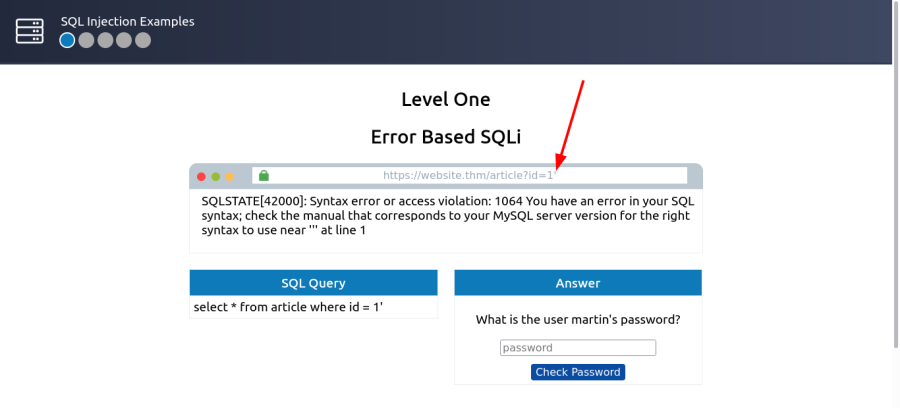 SQL Injection Examples
Level One
Error Based SQLi
https://website.thm/article?id=1'
SQLSTATE[42000]: Syntax error or access violation: 1064 You have an error in your SQL
syntax; check the manual that corresponds to your MySQL server version for the right
syntax to use near ''' at line 1
SQL Query
select * from article where id = 1'
Answer
What is the user martin's password?
password
Check Password